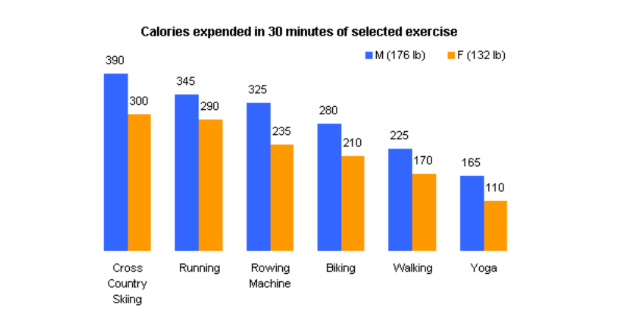 Calories expended in 30 minutes of selected exercise
M (176 lb) F (132 lb)
390
300
345
290
325
235
280
210
225
170
165
110
Cross Country Skiing
Running
Rowing Machine
Biking
Walking
Yoga